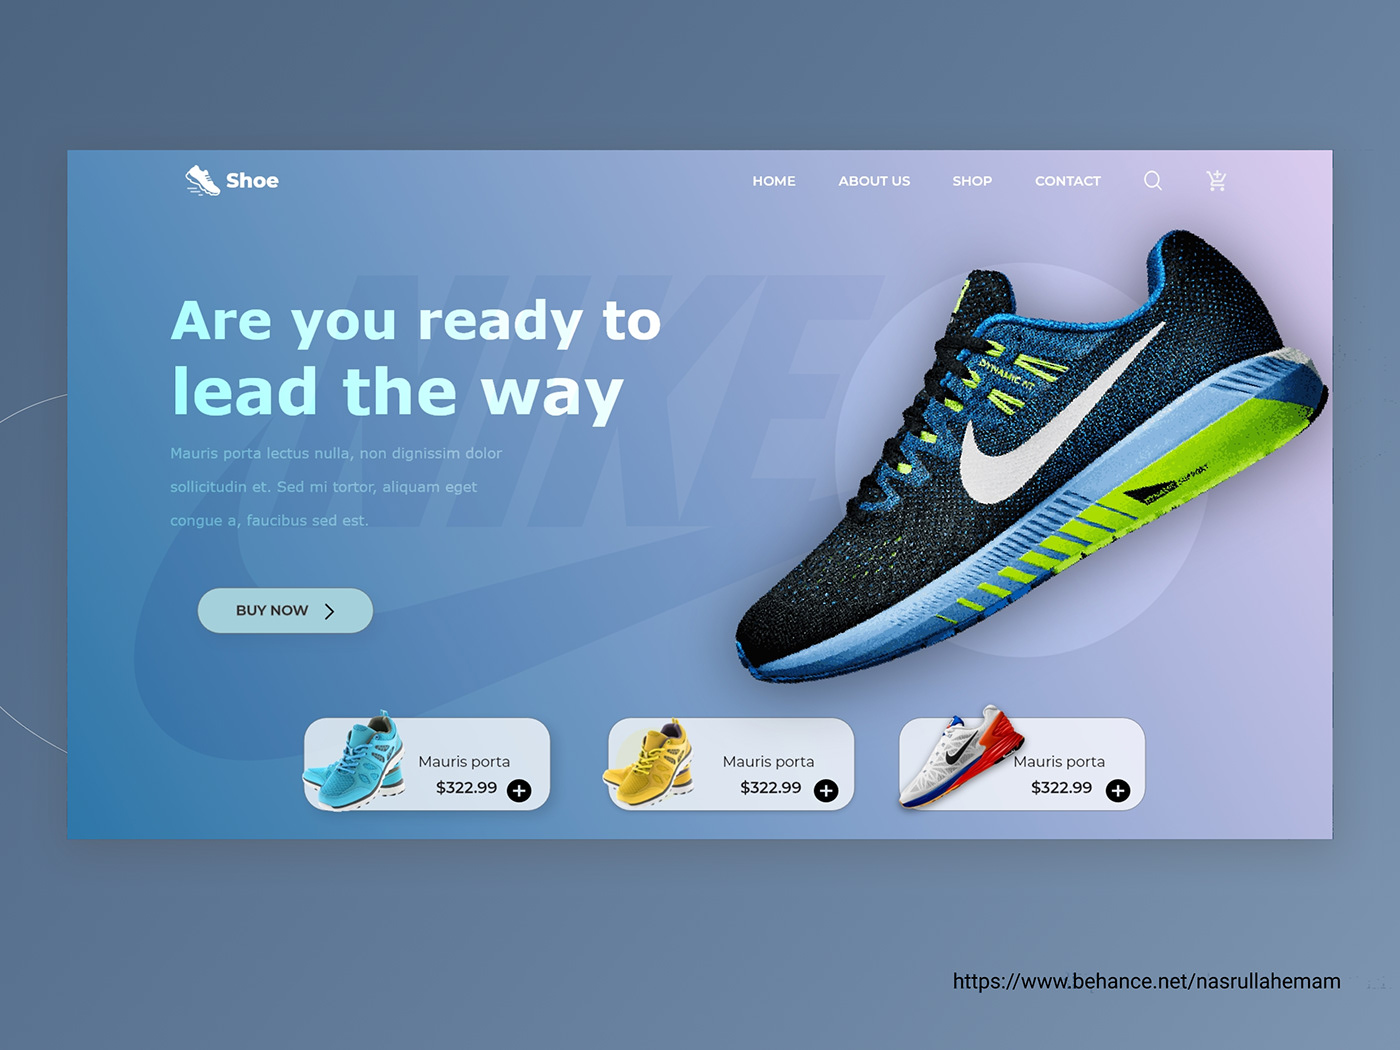 Shoe
HOME ABOUT US SHOP CONTACT
NIKE
Are you ready to
lead the way
Mauris porta lectus nulla, non dignissim dolor
sollicitudin et. Sed mi tortor, aliquam eget
congue a, faucibus sed est.
BUY NOW
DYNAMIC FIT
DYNAMIC SUPPORT
Mauris porta
$322.99
Mauris porta
$322.99
Mauris porta
$322.99
https://www.behance.net/nasrullahemam